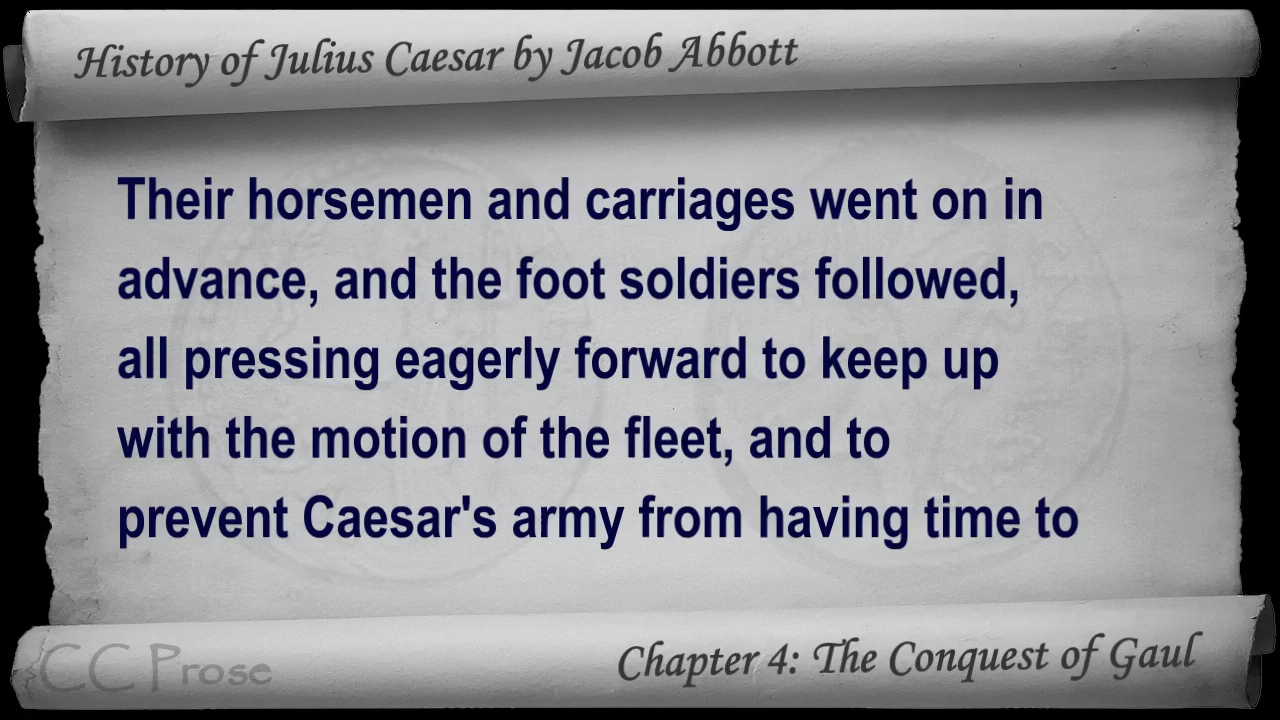 History of Julius Caesar by Jacob Abbott
Their horsemen and carriages went on in
advance, and the foot soldiers followed,
all pressing eagerly forward to keep up
with the motion of the fleet, and to
prevent Caesar's army from having time to
CC Prose
Chapter 4: The Conquest of Gaul